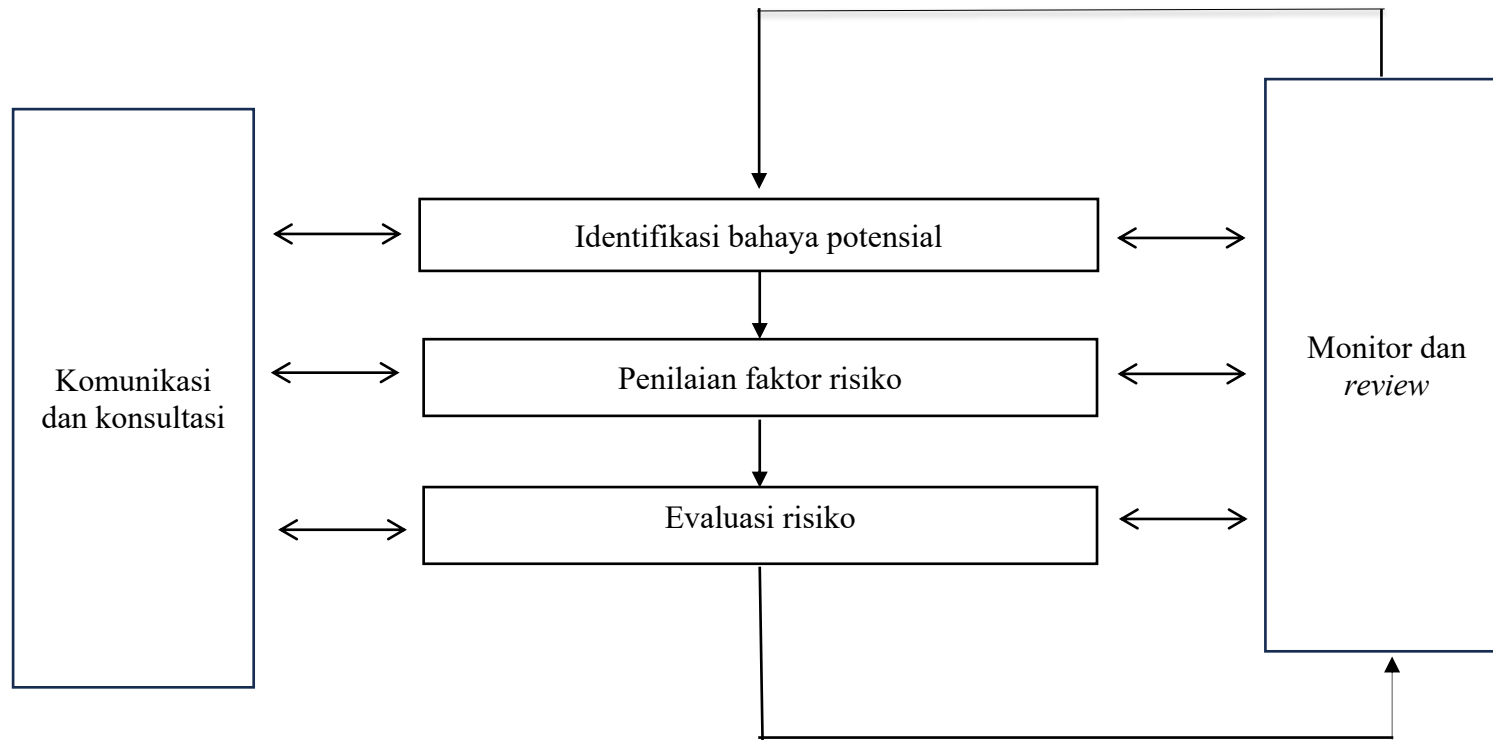 Identifikasi bahaya potensial
Penilaian faktor risiko
Evaluasi risiko
Komunikasi
dan konsultasi
Monitor dan
review